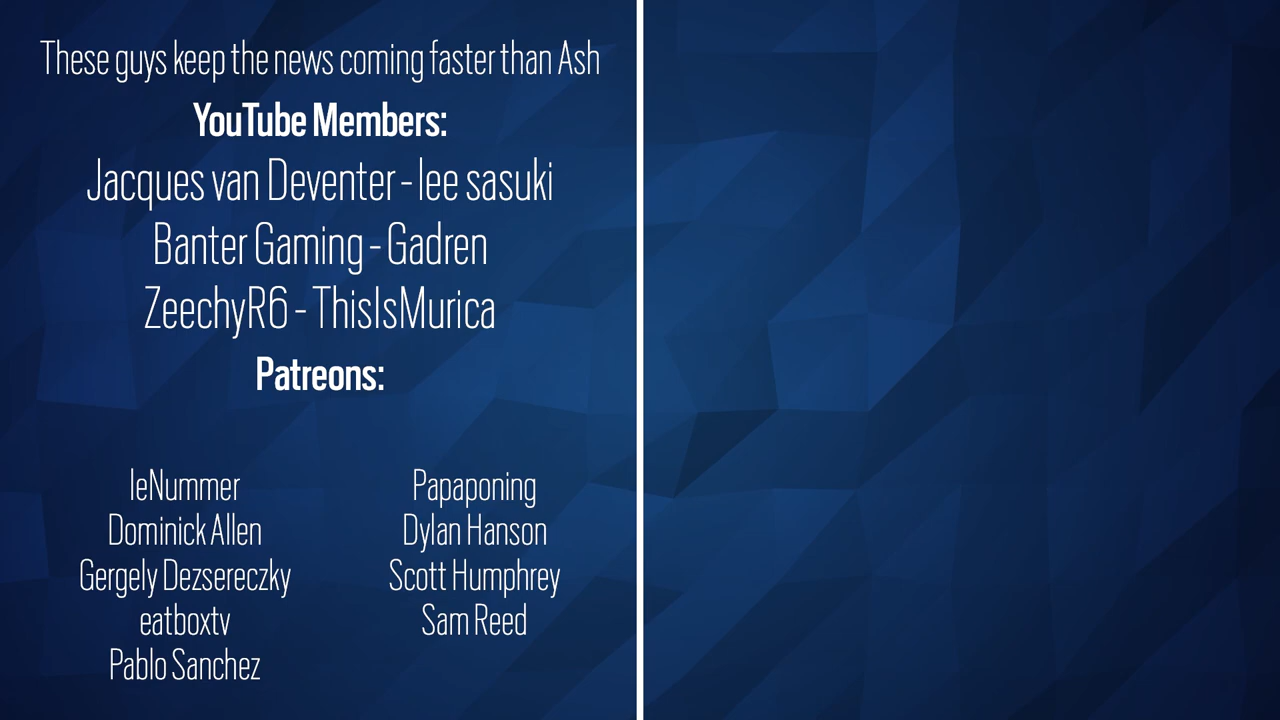 These guys keep the news coming faster than Ash
YouTube Members:
Jacques van Deventer - lee sasuki
Banter Gaming - Gadren
ZeechyR6 - ThisIsMurica
Patreons:
leNummer
Dominick Allen
Gergely Dezsereczky
eatboxtv
Pablo Sanchez
Papaponing
Dylan Hanson
Scott Humphrey
Sam Reed